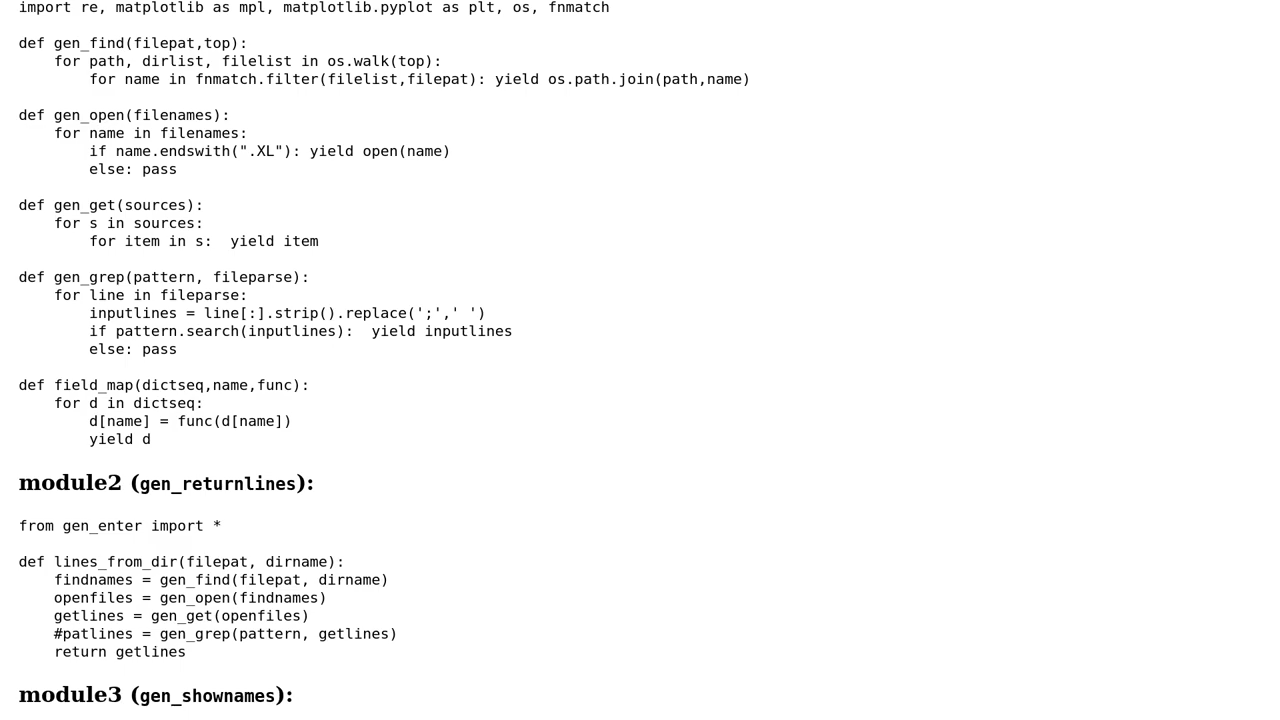 import re, matplotlib as mpl, matplotlib.pyplot as plt, os, fnmatch
def gen_find(filepat,top):
    for path, dirlist, filelist in os.walk(top):
        for name in fnmatch.filter(filelist,filepat): yield os.path.join(path,name)
def gen_open(filenames):
    for name in filenames:
        if name.endswith(".XL"): yield open(name)
        else: pass
def gen_get(sources):
    for s in sources:
        for item in s:  yield item
def gen_grep(pattern, fileparse):
    for line in fileparse:
        inputlines = line[:].strip().replace(';',' ')
        if pattern.search(inputlines):  yield inputlines
        else: pass
def field_map(dictseq,name,func):
    for d in dictseq:
        d[name] = func(d[name])
        yield d
module2 (gen_returnlines):
from gen_enter import *
def lines_from_dir(filepat, dirname):
    findnames = gen_find(filepat, dirname)
    openfiles = gen_open(findnames)
    getlines = gen_get(openfiles)
    #patlines = gen_grep(pattern, getlines)
    return getlines
module3 (gen_shownames):